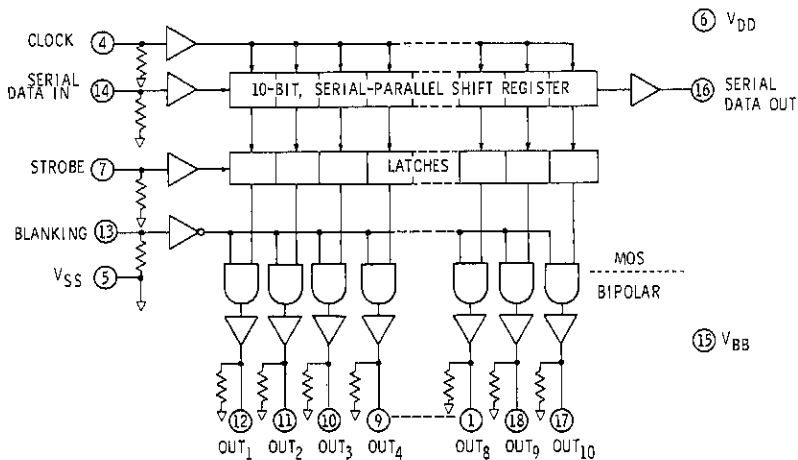 CLOCK 4
6 VDD
SERIAL DATA IN 14
10-BIT, SERIAL-PARALLEL SHIFT REGISTER
16 SERIAL DATA OUT
STROBE 7
LATCHES
BLANKING 13
VSS 5
MOS
BIPOLAR
15 VBB
12 11 10 9 1 18 17
OUT1 OUT2 OUT3 OUT4 OUT8 OUT9 OUT10